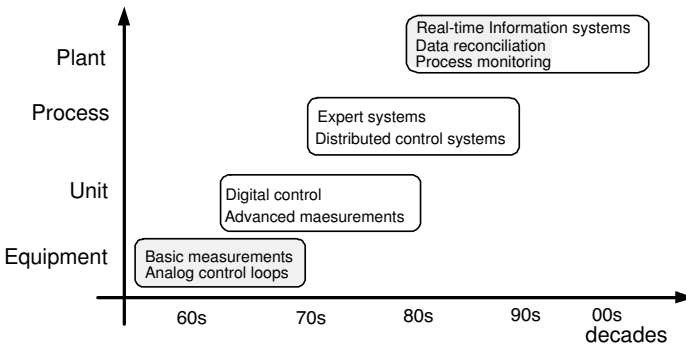 Plant
Real-time Information systems
Data reconciliation
Process monitoring
Process
Expert systems
Distributed control systems
Unit
Digital control
Advanced maesurements
Equipment
Basic measurements
Analog control loops
60s 70s 80s 90s 00s
decades